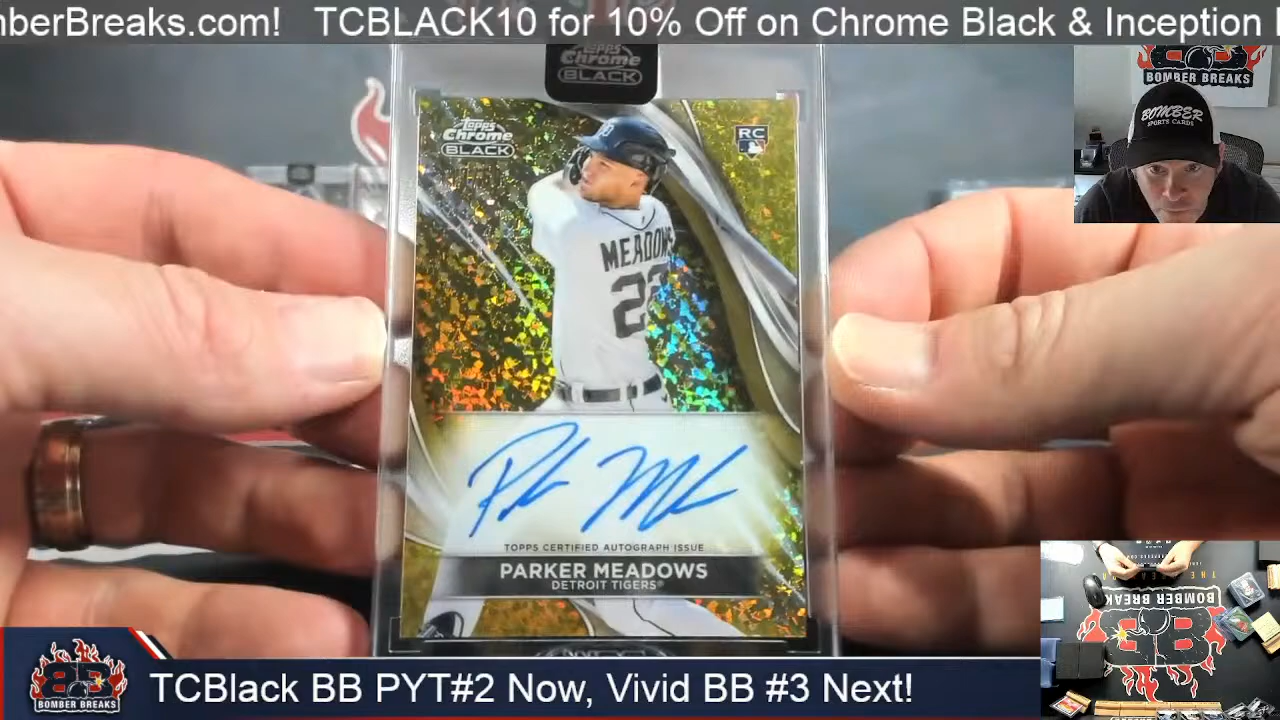 mberBreaks.com!   TCBLACK10 for 10% Off on Chrome Black & Inception
TOPPS
Chrome
BLACK
BOMBER BREAKS
BOMBER
SPORTS CARDS
TOPPS
Chrome
BLACK
RC
MEADOWS
22
TOPPS CERTIFIED AUTOGRAPH ISSUE
PARKER MEADOWS
DETROIT TIGERS®
BOMBER BREAK
BB
BOMBER BREAKS
TCBlack BB PYT#2 Now, Vivid BB #3 Next!